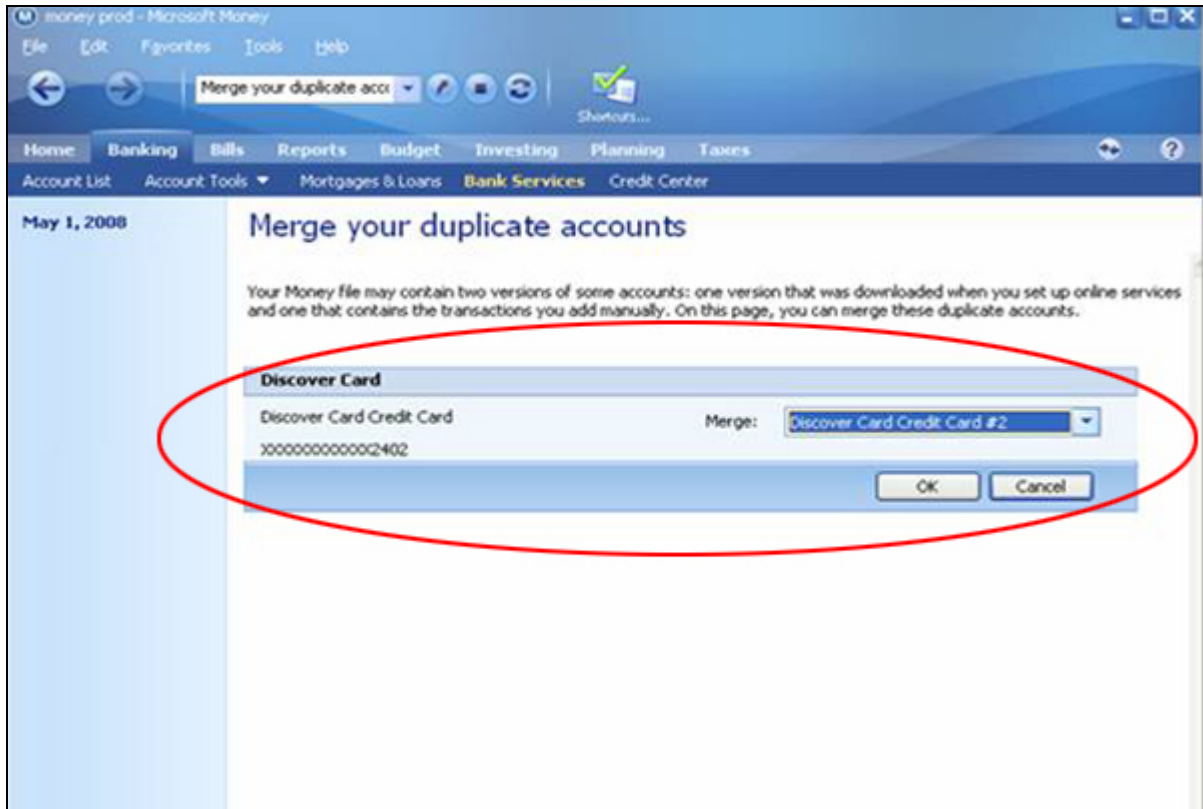 money prod - Microsoft Money
File Edit Favorites Tools Help
Merge your duplicate acco
Shortcuts...
Home Banking Bills Reports Budget Investing Planning Taxes
Account List Account Tools Mortgages & Loans Bank Services Credit Center
May 1, 2008
Merge your duplicate accounts
Your Money file may contain two versions of some accounts: one version that was downloaded when you set up online services
and one that contains the transactions you add manually. On this page, you can merge these duplicate accounts.
Discover Card
Discover Card Credit Card Merge: Discover Card Credit Card #2
XXXXXXXXXXXX2402
OK Cancel